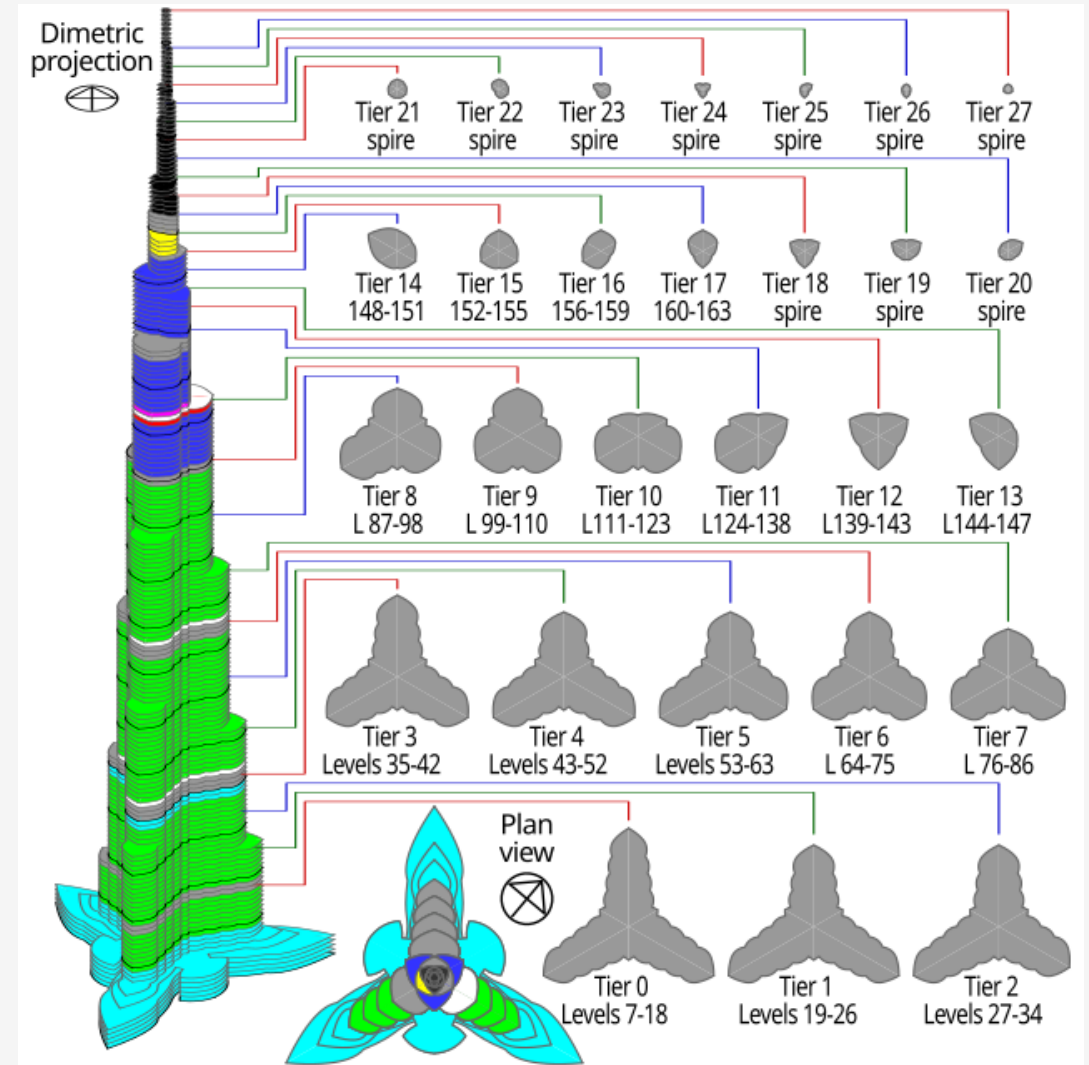 Dimetric
projection
Tier 21
spire
Tier 22
spire
Tier 23
spire
Tier 24
spire
Tier 25
spire
Tier 26
spire
Tier 27
spire
Tier 14
148-151
Tier 15
152-155
Tier 16
156-159
Tier 17
160-163
Tier 18
spire
Tier 19
spire
Tier 20
spire
Tier 8
L 87-98
Tier 9
L 99-110
Tier 10
L111-123
Tier 11
L124-138
Tier 12
L139-143
Tier 13
L144-147
Tier 3
Levels 35-42
Tier 4
Levels 43-52
Tier 5
Levels 53-63
Tier 6
L 64-75
Tier 7
L 76-86
Plan
view
Tier 0
Levels 7-18
Tier 1
Levels 19-26
Tier 2
Levels 27-34